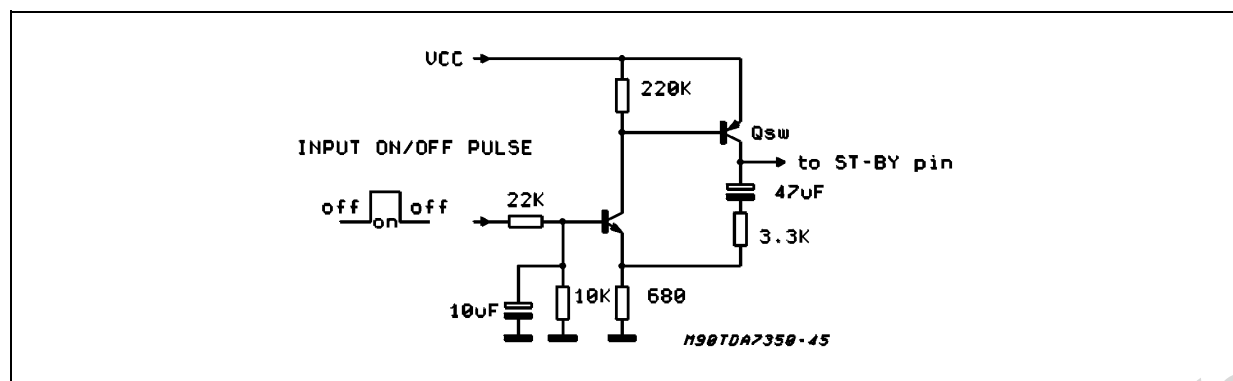 VCC
220K
Qsw
INPUT ON/OFF PULSE
to ST-BY pin
47uF
22K
off on off
3.3K
10uF
10K
680
M90TDA7350-45